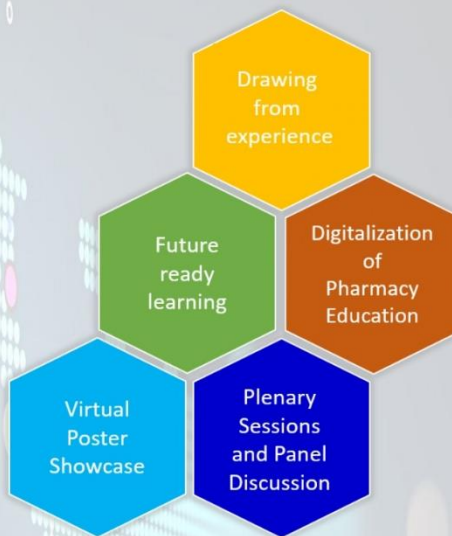 Drawing
from
experience
Future
ready
learning
Digitalization
of
Pharmacy
Education
Virtual
Poster
Showcase
Plenary
Sessions
and Panel
Discussion